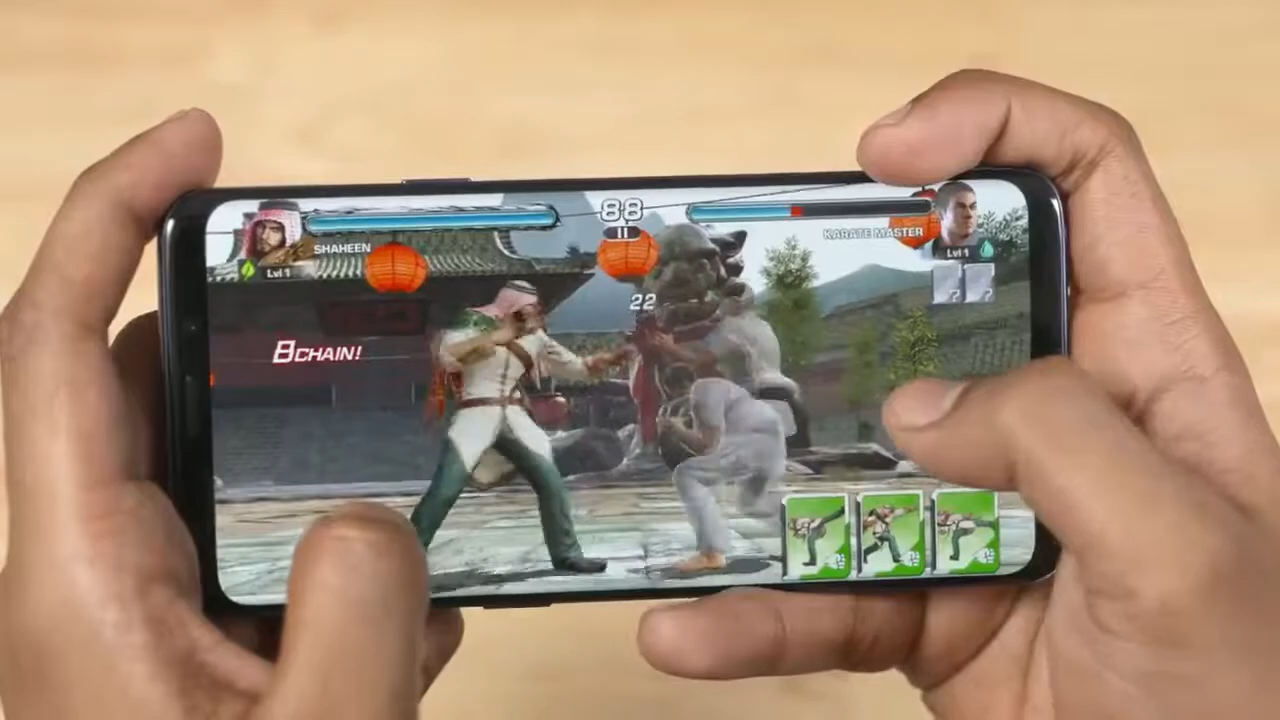 88
SHAHEEN
KARATE MASTER
Lvl 1
Lvl 1
? ?
22
8CHAIN!